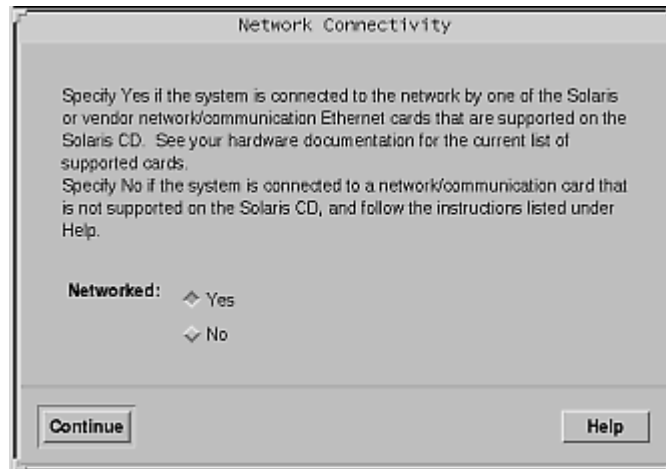 Network Connectivity
Specify Yes if the system is connected to the network by one of the Solaris
or vendor network/communication Ethernet cards that are supported on the
Solaris CD. See your hardware documentation for the current list of
supported cards.
Specify No if the system is connected to a network/communication card that
is not supported on the Solaris CD, and follow the instructions listed under
Help.
Networked:
Yes
No
Continue
Help